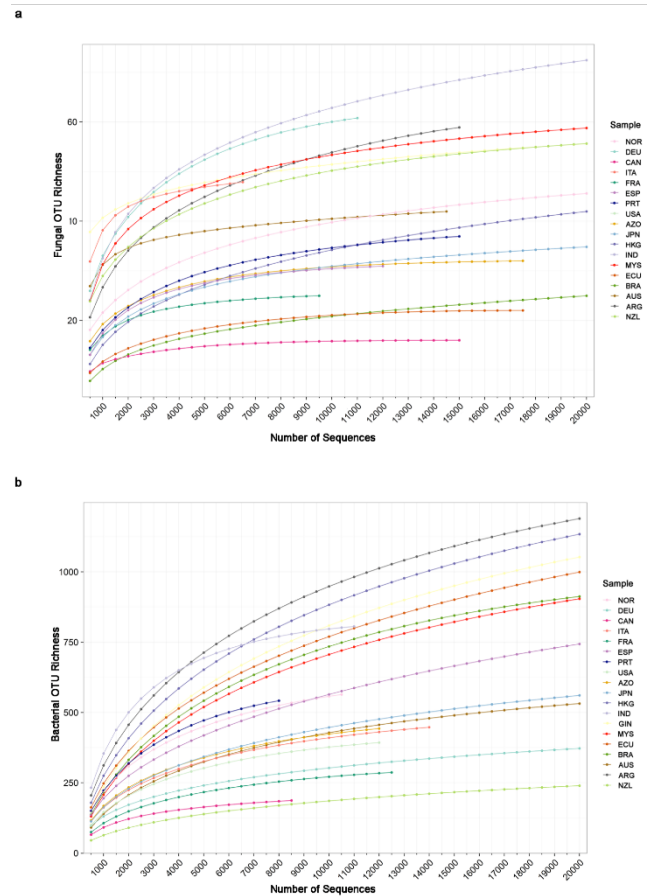 a
60
10
20
Fungal OTU Richness
1000 2000 3000 4000 5000 6000 7000 8000 9000 10000 11000 12000 13000 14000 15000 16000 17000 18000 19000 20000
Number of Sequences
Sample
NOR
DEU
CAN
ITA
FRA
ESP
PRT
USA
AZO
JPN
HKG
IND
MYS
ECU
BRA
AUS
ARG
NZL
b
1000
750
500
250
0
Bacterial OTU Richness
1000 2000 3000 4000 5000 6000 7000 8000 9000 10000 11000 12000 13000 14000 15000 16000 17000 18000 19000 20000
Number of Sequences
Sample
NOR
DEU
CAN
ITA
FRA
ESP
PRT
USA
AZO
JPN
HKG
IND
GIN
MYS
ECU
BRA
AUS
ARG
NZL